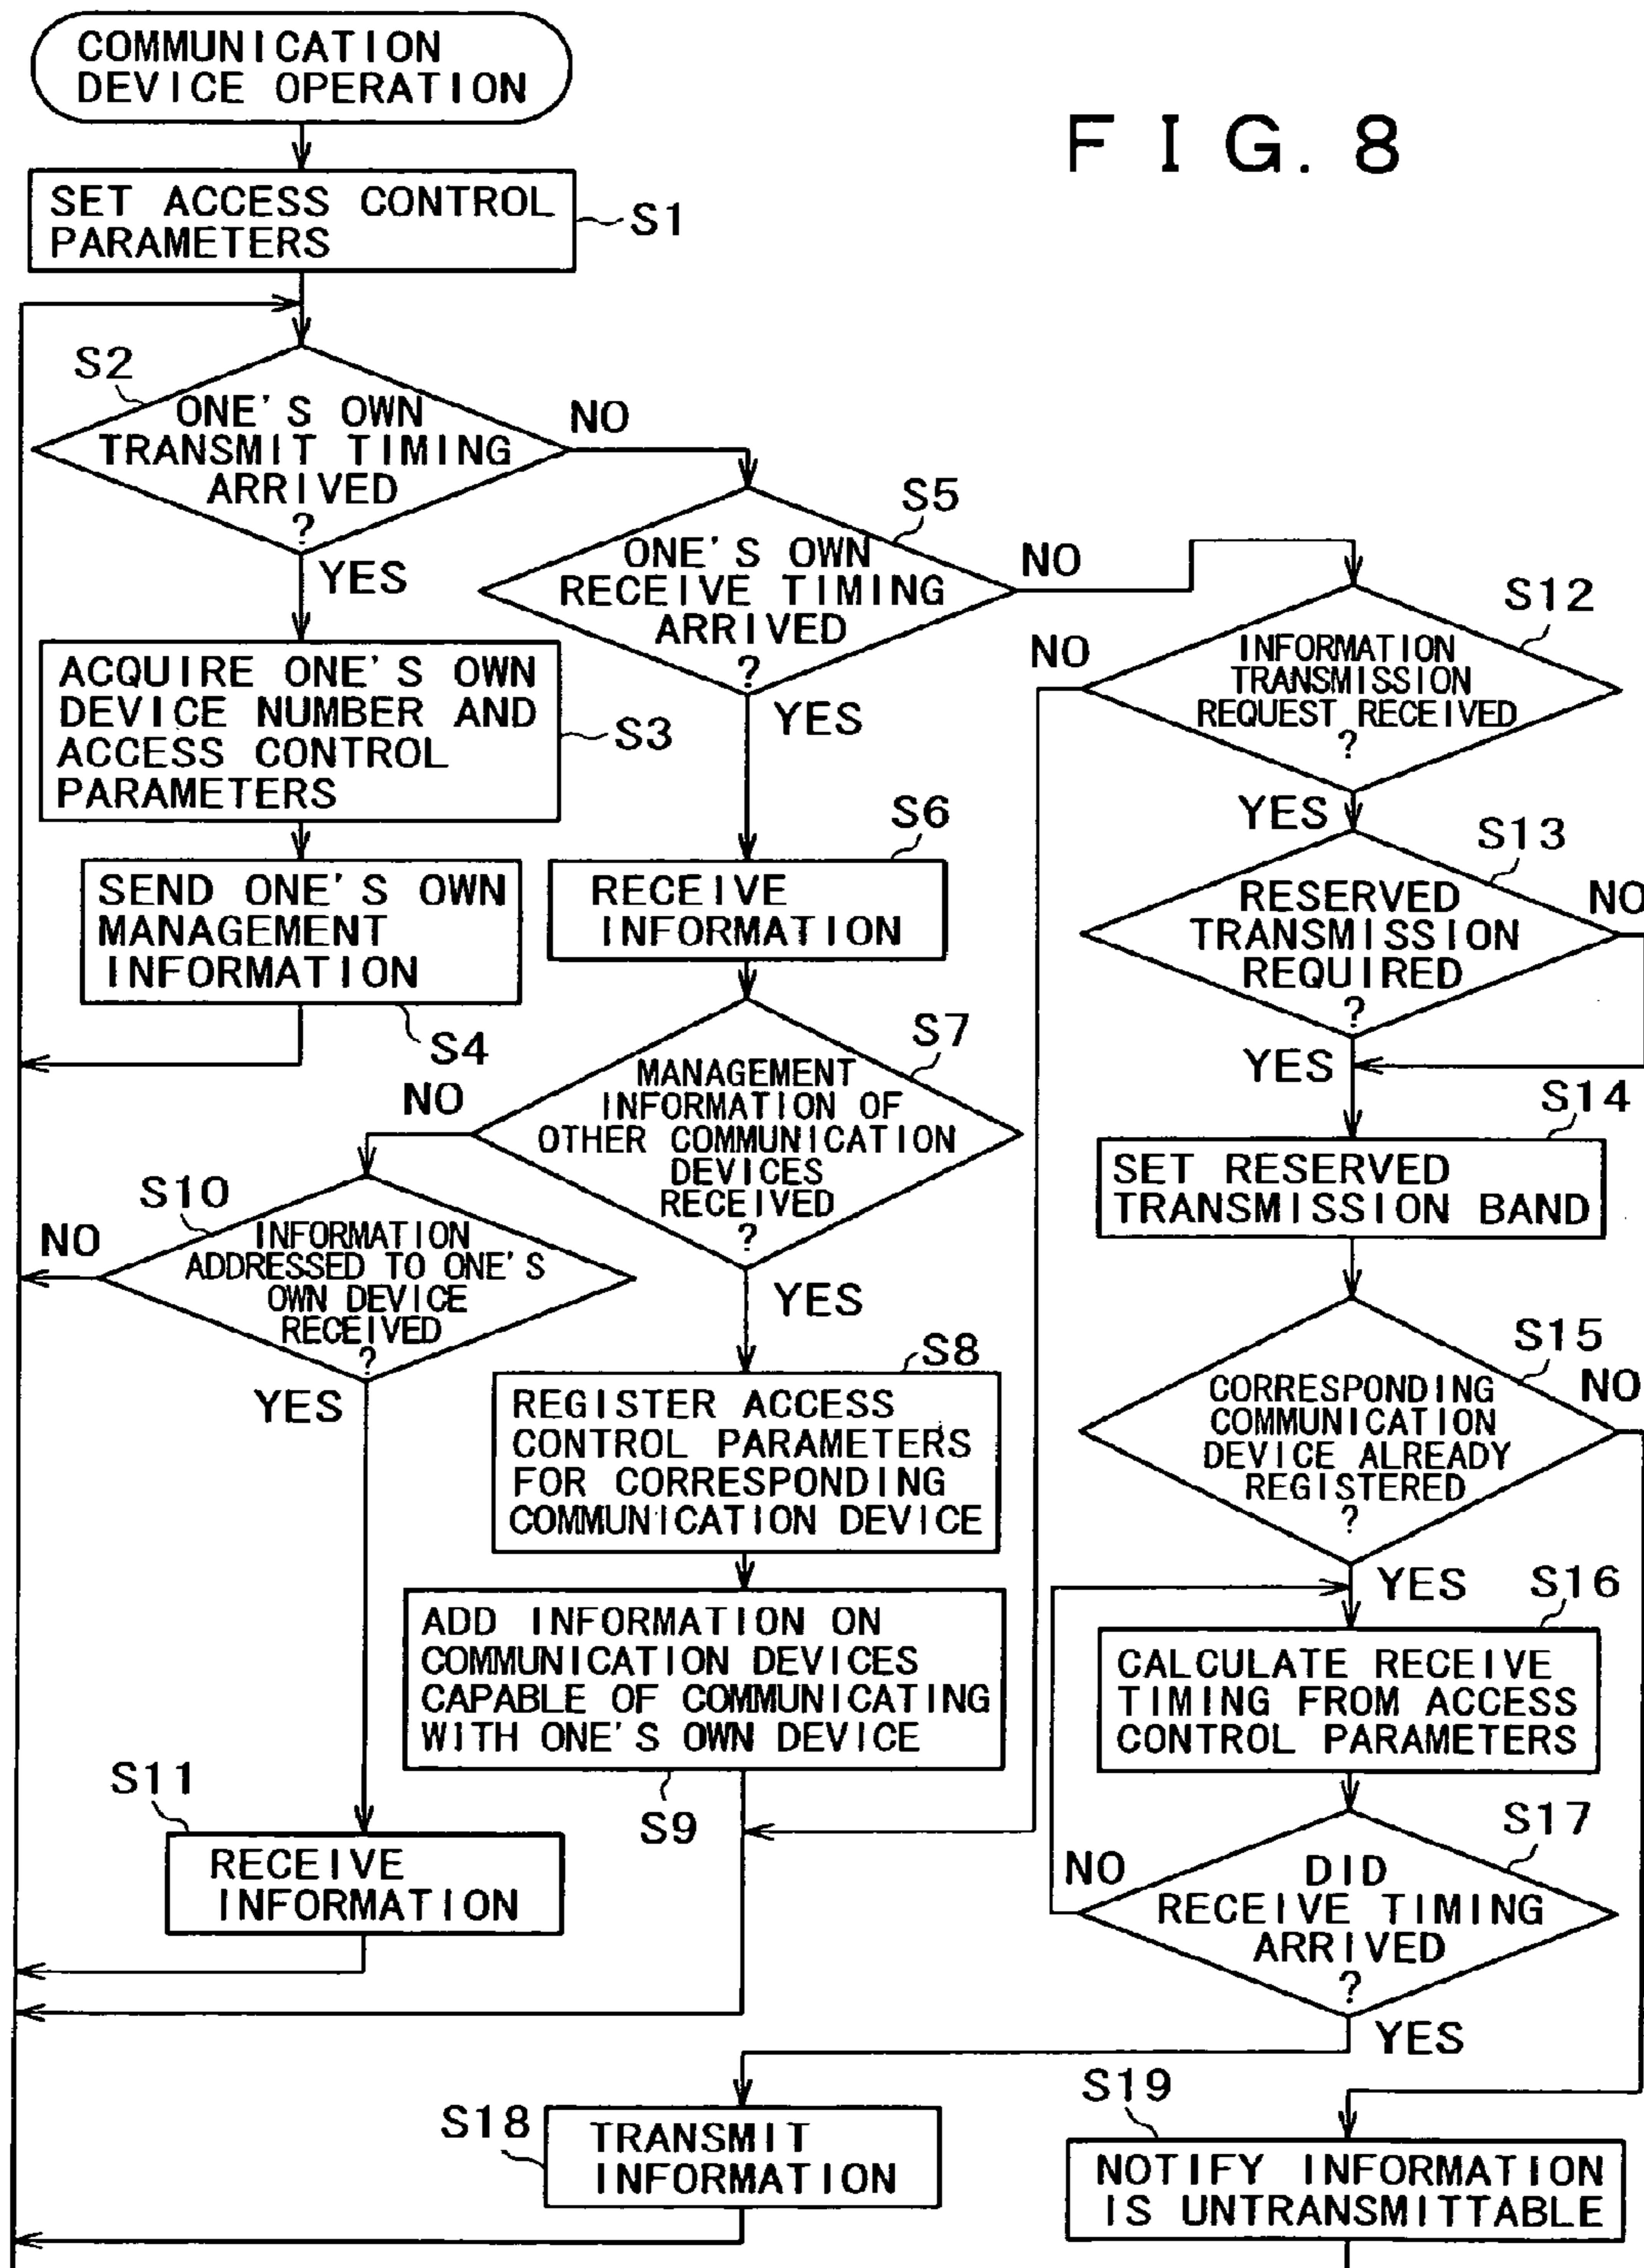 COMMUNICATION
DEVICE OPERATION
FIG. 8
SET ACCESS CONTROL
PARAMETERS
S1
S2
ONE'S OWN
TRANSMIT TIMING
ARRIVED
?
NO
YES
S5
ONE'S OWN
RECEIVE TIMING
ARRIVED
?
NO
YES
S12
INFORMATION
TRANSMISSION
REQUEST RECEIVED
?
NO
YES
ACQUIRE ONE'S OWN
DEVICE NUMBER AND
ACCESS CONTROL
PARAMETERS
S3
SEND ONE'S OWN
MANAGEMENT
INFORMATION
S4
S6
RECEIVE
INFORMATION
S13
RESERVED
TRANSMISSION
REQUIRED
?
NO
YES
S7
MANAGEMENT
INFORMATION OF
OTHER COMMUNICATION
DEVICES
RECEIVED
?
NO
YES
S14
SET RESERVED
TRANSMISSION BAND
S10
INFORMATION
ADDRESSED TO ONE'S
OWN DEVICE
RECEIVED
?
NO
YES
S8
REGISTER ACCESS
CONTROL PARAMETERS
FOR CORRESPONDING
COMMUNICATION DEVICE
S15
CORRESPONDING
COMMUNICATION
DEVICE ALREADY
REGISTERED
?
NO
YES
ADD INFORMATION ON
COMMUNICATION DEVICES
CAPABLE OF COMMUNICATING
WITH ONE'S OWN DEVICE
S9
S16
CALCULATE RECEIVE
TIMING FROM ACCESS
CONTROL PARAMETERS
S11
RECEIVE
INFORMATION
S17
DID
RECEIVE TIMING
ARRIVED
?
NO
YES
S18
TRANSMIT
INFORMATION
S19
NOTIFY INFORMATION
IS UNTRANSMITTABLE